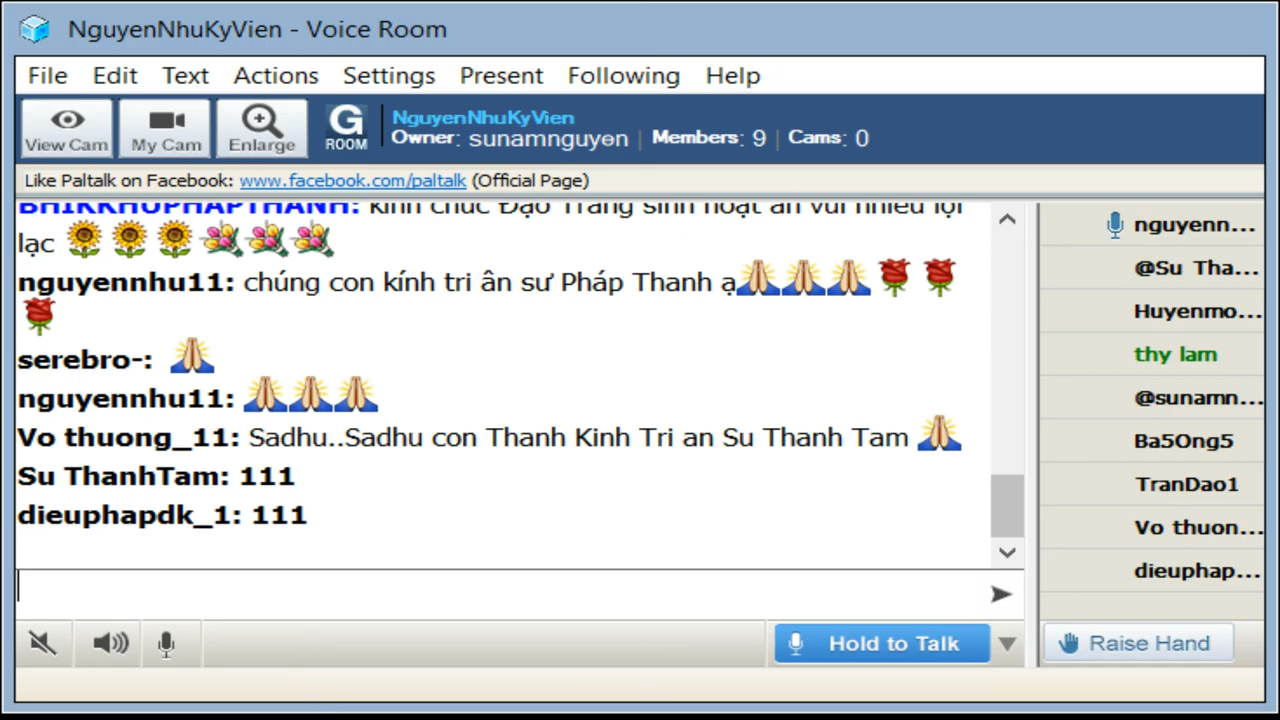 NguyenNhuKyVien - Voice Room
File Edit Text Actions Settings Present Following Help
View Cam My Cam Enlarge G ROOM
NguyenNhuKyVien
Owner: sunamnguyen | Members: 9 | Cams: 0
Like Paltalk on Facebook: www.facebook.com/paltalk (Official Page)
BHIKKHUPHAPTHANH: kính chúc Đạo Tràng sinh hoạt an vui nhiều lợi
lạc
nguyennhu11: chúng con kính tri ân sư Pháp Thanh ạ
serebro-:
nguyennhu11:
Vo thuong_11: Sadhu..Sadhu con Thanh Kinh Tri an Su Thanh Tam
Su ThanhTam: 111
dieuphapdk_1: 111
Hold to Talk
nguyenn...
@Su Tha...
Huyenmo...
thy lam
@sunamn...
Ba5Ong5
TranDao1
Vo thuon...
dieuphap...
Raise Hand